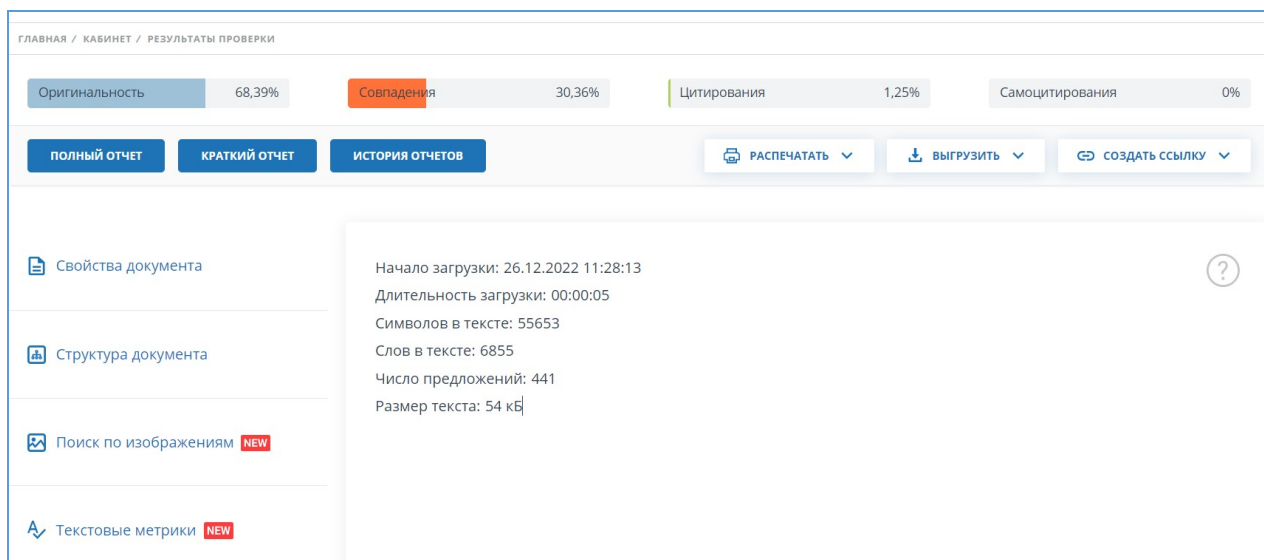 ГЛАВНАЯ / КАБИНЕТ / РЕЗУЛЬТАТЫ ПРОВЕРКИ
Оригинальность 68,39% Совпадения 30,36% Цитирования 1,25% Самоцитирования 0%
ПОЛНЫЙ ОТЧЕТ КРАТКИЙ ОТЧЕТ ИСТОРИЯ ОТЧЕТОВ РАСПЕЧАТАТЬ ВЫГРУЗИТЬ СОЗДАТЬ ССЫЛКУ
Свойства документа
Структура документа
Поиск по изображениям NEW
Текстовые метрики NEW
Начало загрузки: 26.12.2022 11:28:13
Длительность загрузки: 00:00:05
Символов в тексте: 55653
Слов в тексте: 6855
Число предложений: 441
Размер текста: 54 кБ
?